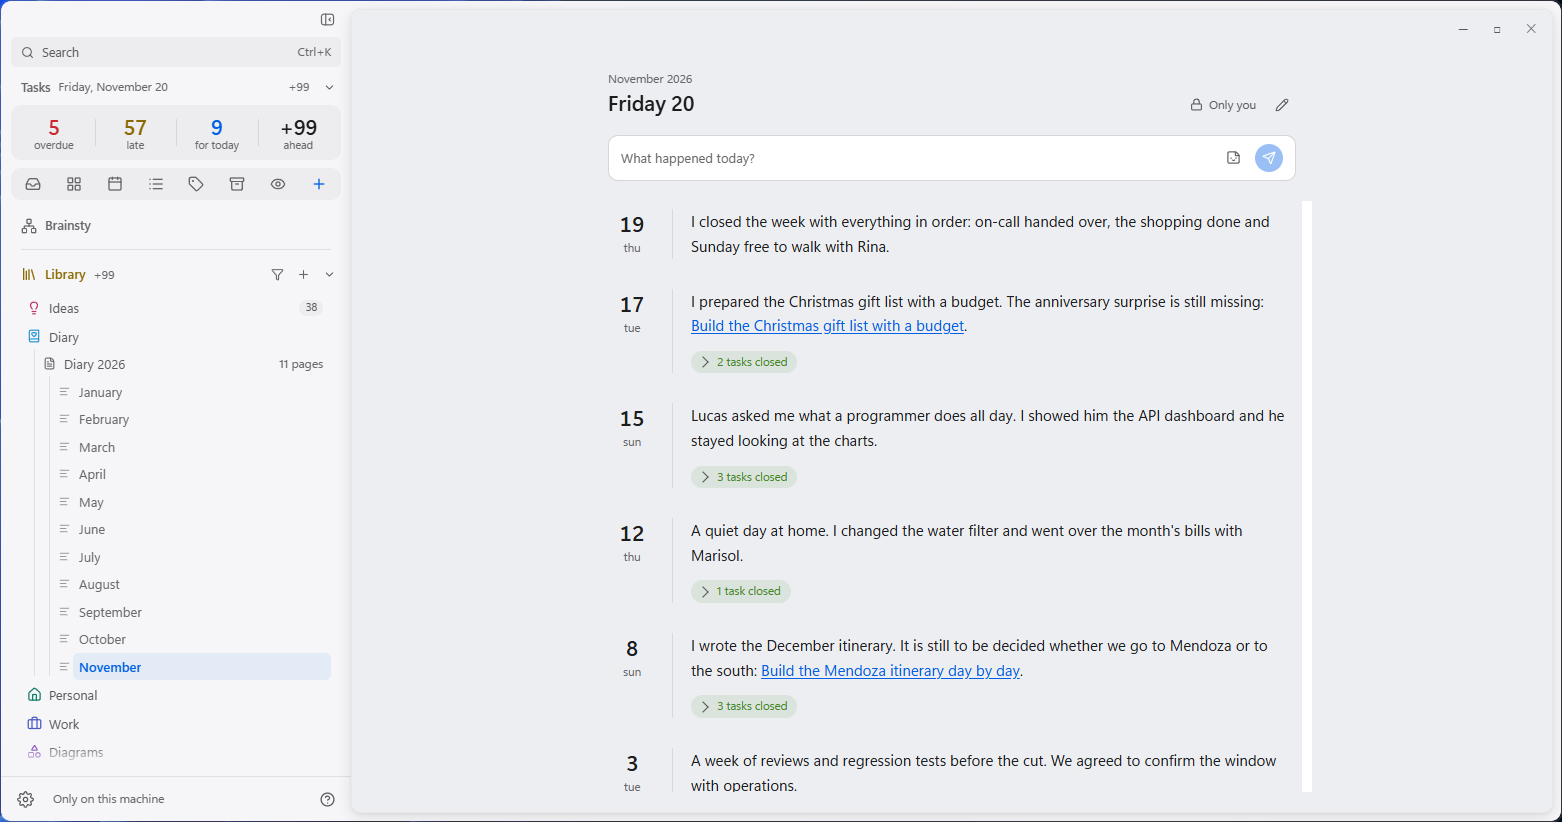 Search Ctrl+K
Tasks Friday, November 20 +99
5 57 9 +99
overdue late for today ahead
Brainsty
Library +99
Ideas 38
Diary
Diary 2026 11 pages
January
February
March
April
May
June
July
August
September
October
November
Personal
Work
Diagrams
Only on this machine
November 2026
Friday 20 Only you
What happened today?
19 thu
I closed the week with everything in order: on-call handed over, the shopping done and
Sunday free to walk with Rina.
17 tue
I prepared the Christmas gift list with a budget. The anniversary surprise is still missing:
Build the Christmas gift list with a budget.
2 tasks closed
15 sun
Lucas asked me what a programmer does all day. I showed him the API dashboard and he
stayed looking at the charts.
3 tasks closed
12 thu
A quiet day at home. I changed the water filter and went over the month's bills with
Marisol.
1 task closed
8 sun
I wrote the December itinerary. It is still to be decided whether we go to Mendoza or to
the south: Build the Mendoza itinerary day by day.
3 tasks closed
3 tue
A week of reviews and regression tests before the cut. We agreed to confirm the window
with operations.